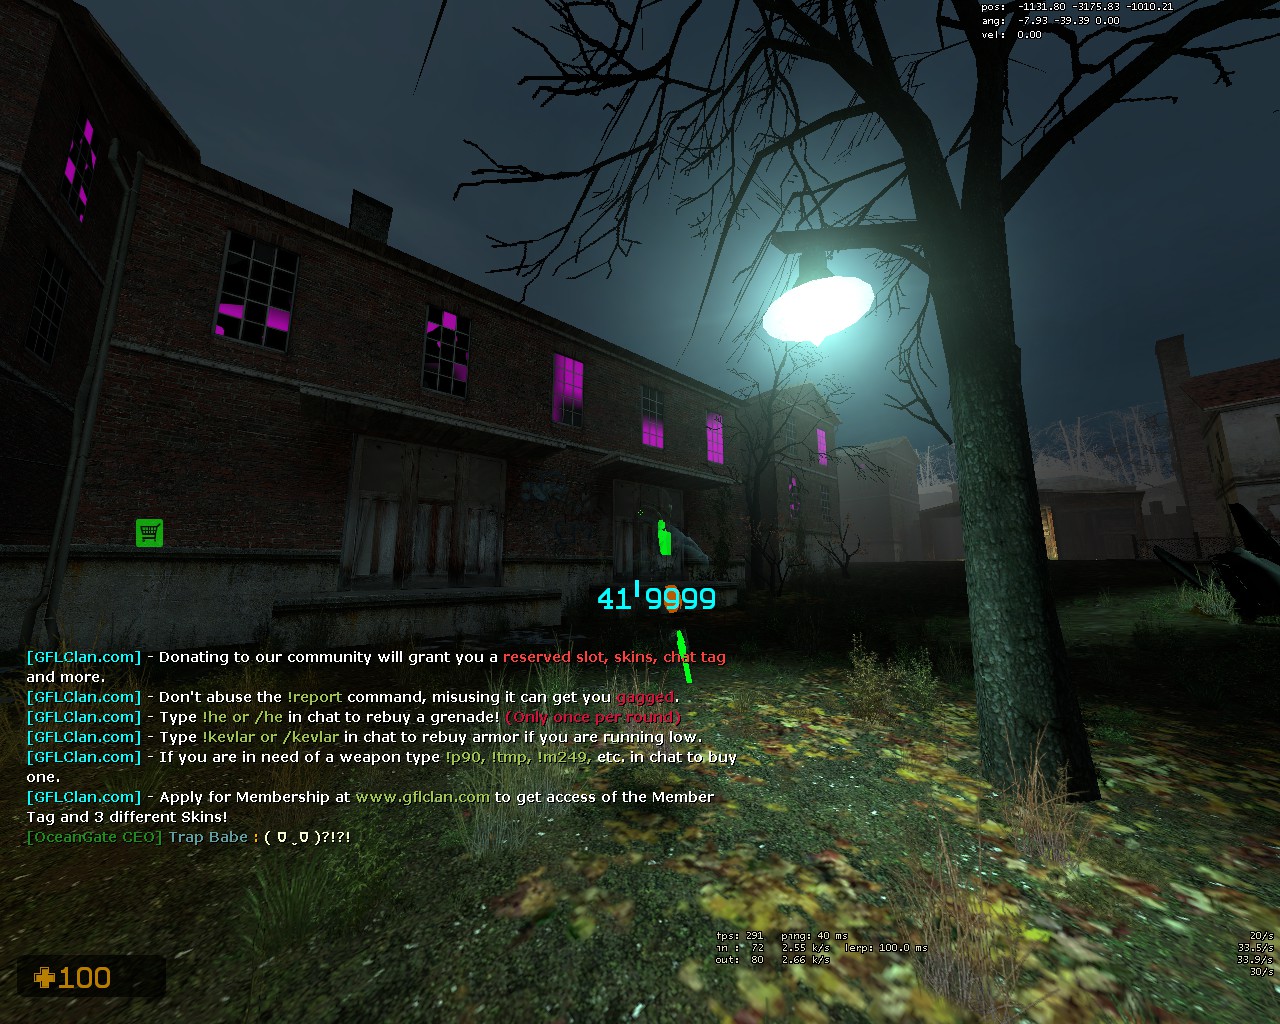 pos: -1131.80 -3175.83 -1010.21
ang: -7.93 -39.39 0.00
vel: 0.00
41 9999
[GFLClan.com] - Donating to our community will grant you a reserved slot, skins, chat tag
and more.
[GFLClan.com] - Don't abuse the !report command, misusing it can get you gagged.
[GFLClan.com] - Type !he or /he in chat to rebuy a grenade! (Only once per round)
[GFLClan.com] - Type !kevlar or /kevlar in chat to rebuy armor if you are running low.
[GFLClan.com] - If you are in need of a weapon type !p90, !tmp, !m249, etc. in chat to buy
one.
[GFLClan.com] - Apply for Membership at www.gflclan.com to get access of the Member
Tag and 3 different Skins!
[OceanGate CEO] Trap Babe : ( ʊ ͜ ʊ )?!?!
fps: 291 ping: 40 ms
in : 72 2.55 k/s lerp: 100.0 ms
out: 80 2.66 k/s
20/s
33.5/s
33.9/s
30/s
100